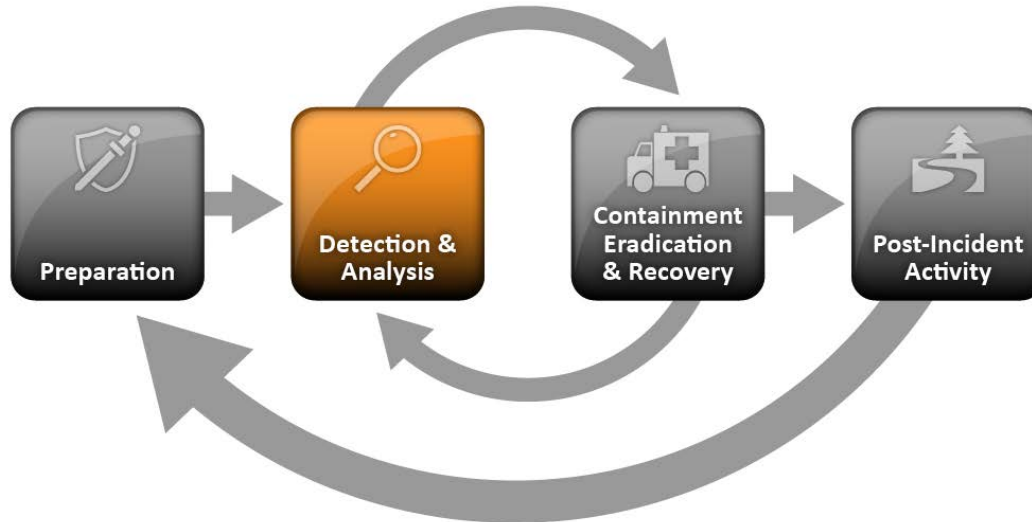 Preparation
Detection &
Analysis
Containment
Eradication
& Recovery
Post-Incident
Activity